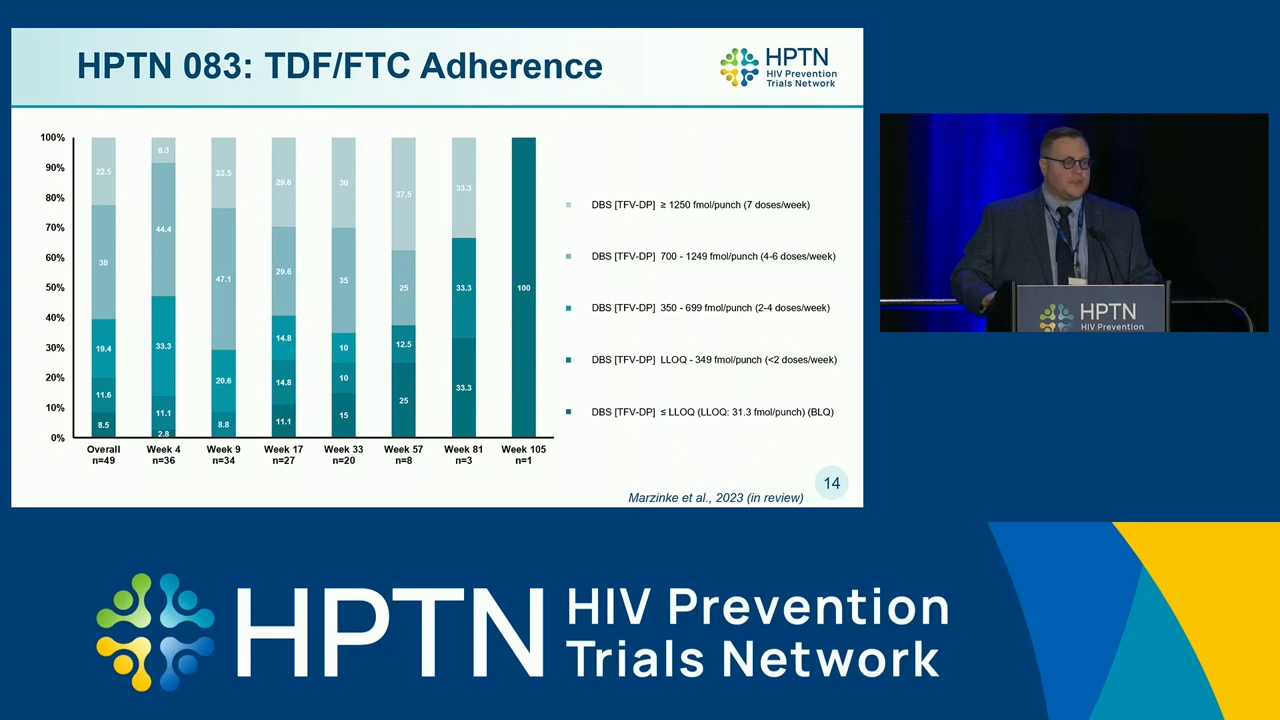 HPTN 083: TDF/FTC Adherence
HPTN
HIV Prevention
Trials Network
100%
90%
80%
70%
60%
50%
40%
30%
20%
10%
0%
22.5
38
19.4
11.6
8.5
8.3
44.4
33.3
11.1
2.8
23.5
47.1
20.6
8.8
29.6
29.6
14.8
14.8
11.1
30
35
10
10
15
37.5
25
12.5
25
33.3
33.3
33.3
100
Overall
n=49
Week 4
n=36
Week 9
n=34
Week 17
n=27
Week 33
n=20
Week 57
n=8
Week 81
n=3
Week 105
n=1
DBS [TFV-DP] ≥ 1250 fmol/punch (7 doses/week)
DBS [TFV-DP] 700 - 1249 fmol/punch (4-6 doses/week)
DBS [TFV-DP] 350 - 699 fmol/punch (2-4 doses/week)
DBS [TFV-DP] LLOQ - 349 fmol/punch (<2 doses/week)
DBS [TFV-DP] ≤ LLOQ (LLOQ: 31.3 fmol/punch) (BLQ)
14
Marzinke et al., 2023 (in review)
HPTN
HIV Prevention
HPTN
HIV Prevention
Trials Network